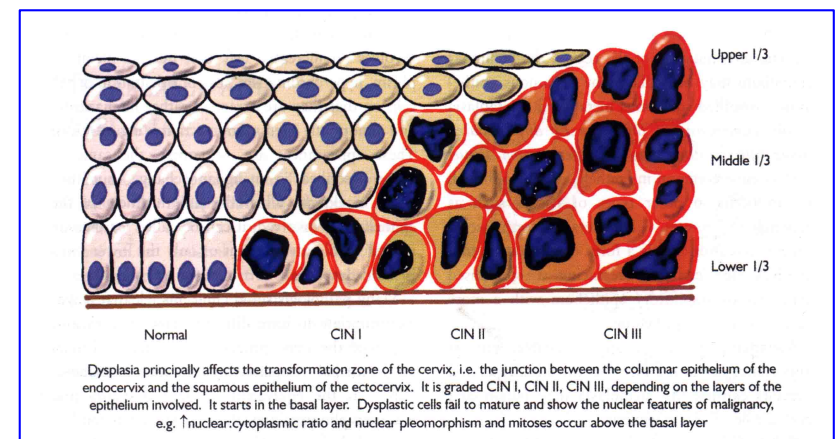 Upper 1/3
Middle 1/3
Lower 1/3
Normal CIN I CIN II CIN III
Dysplasia principally affects the transformation zone of the cervix, i.e. the junction between the columnar epithelium of the
endocervix and the squamous epithelium of the ectocervix. It is graded CIN I, CIN II, CIN III, depending on the layers of the
epithelium involved. It starts in the basal layer. Dysplastic cells fail to mature and show the nuclear features of malignancy,
e.g. ↑nuclear:cytoplasmic ratio and nuclear pleomorphism and mitoses occur above the basal layer